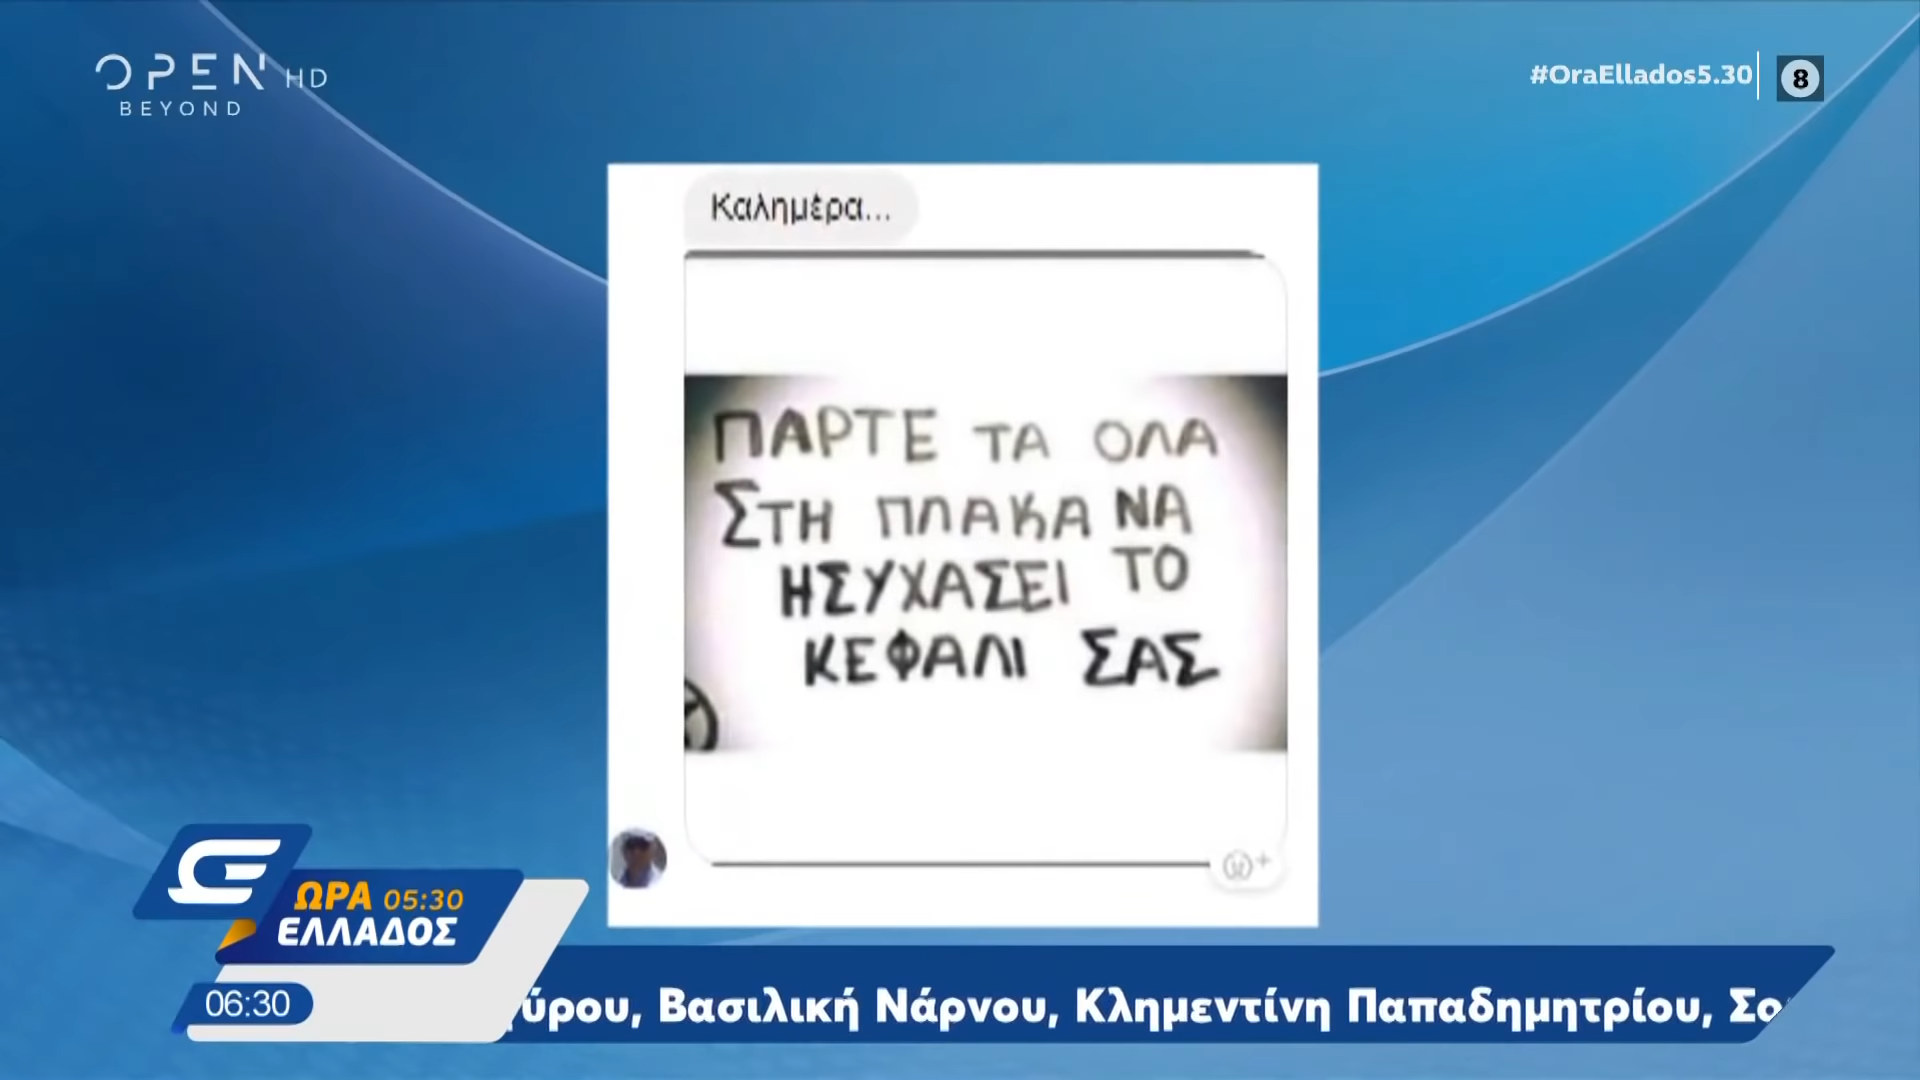 OPEN HD
BEYOND
#OraEllados5.30
8
Καλημέρα...
ΠΑΡΤΕ ΤΑ ΟΛΑ
ΣΤΗ ΠΛΑΚΑ ΝΑ
ΗΣΥΧΑΣΕΙ ΤΟ
ΚΕΦΑΛΙ ΣΑΣ
ΩΡΑ 05:30
ΕΛΛΑΔΟΣ
06:30
Βασιλική Νάρνου, Κλημεντίνη Παπαδημητρίου,